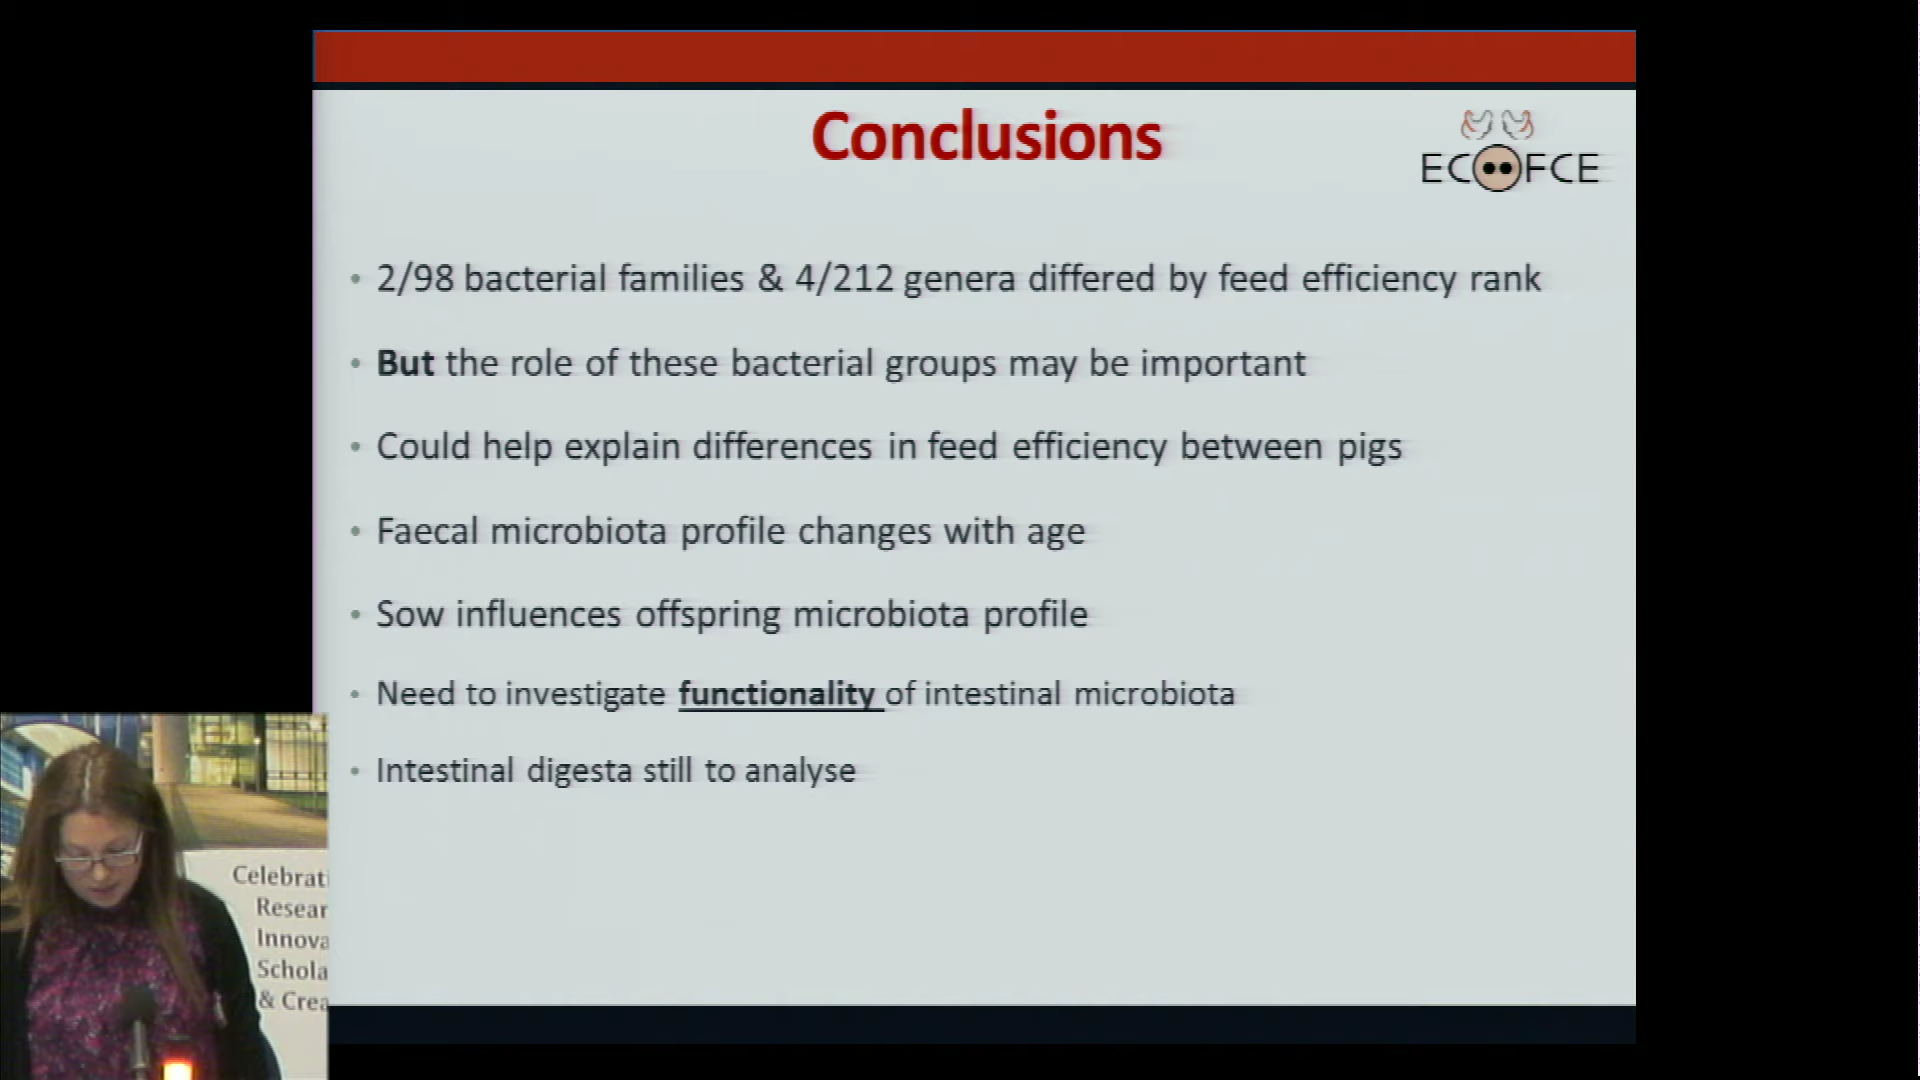 Conclusions
EC FCE
• 2/98 bacterial families & 4/212 genera differed by feed efficiency rank
• But the role of these bacterial groups may be important
• Could help explain differences in feed efficiency between pigs
• Faecal microbiota profile changes with age
• Sow influences offspring microbiota profile
• Need to investigate functionality of intestinal microbiota
• Intestinal digesta still to analyse
Celebrati
Resear
Innova
Schola
& Crea